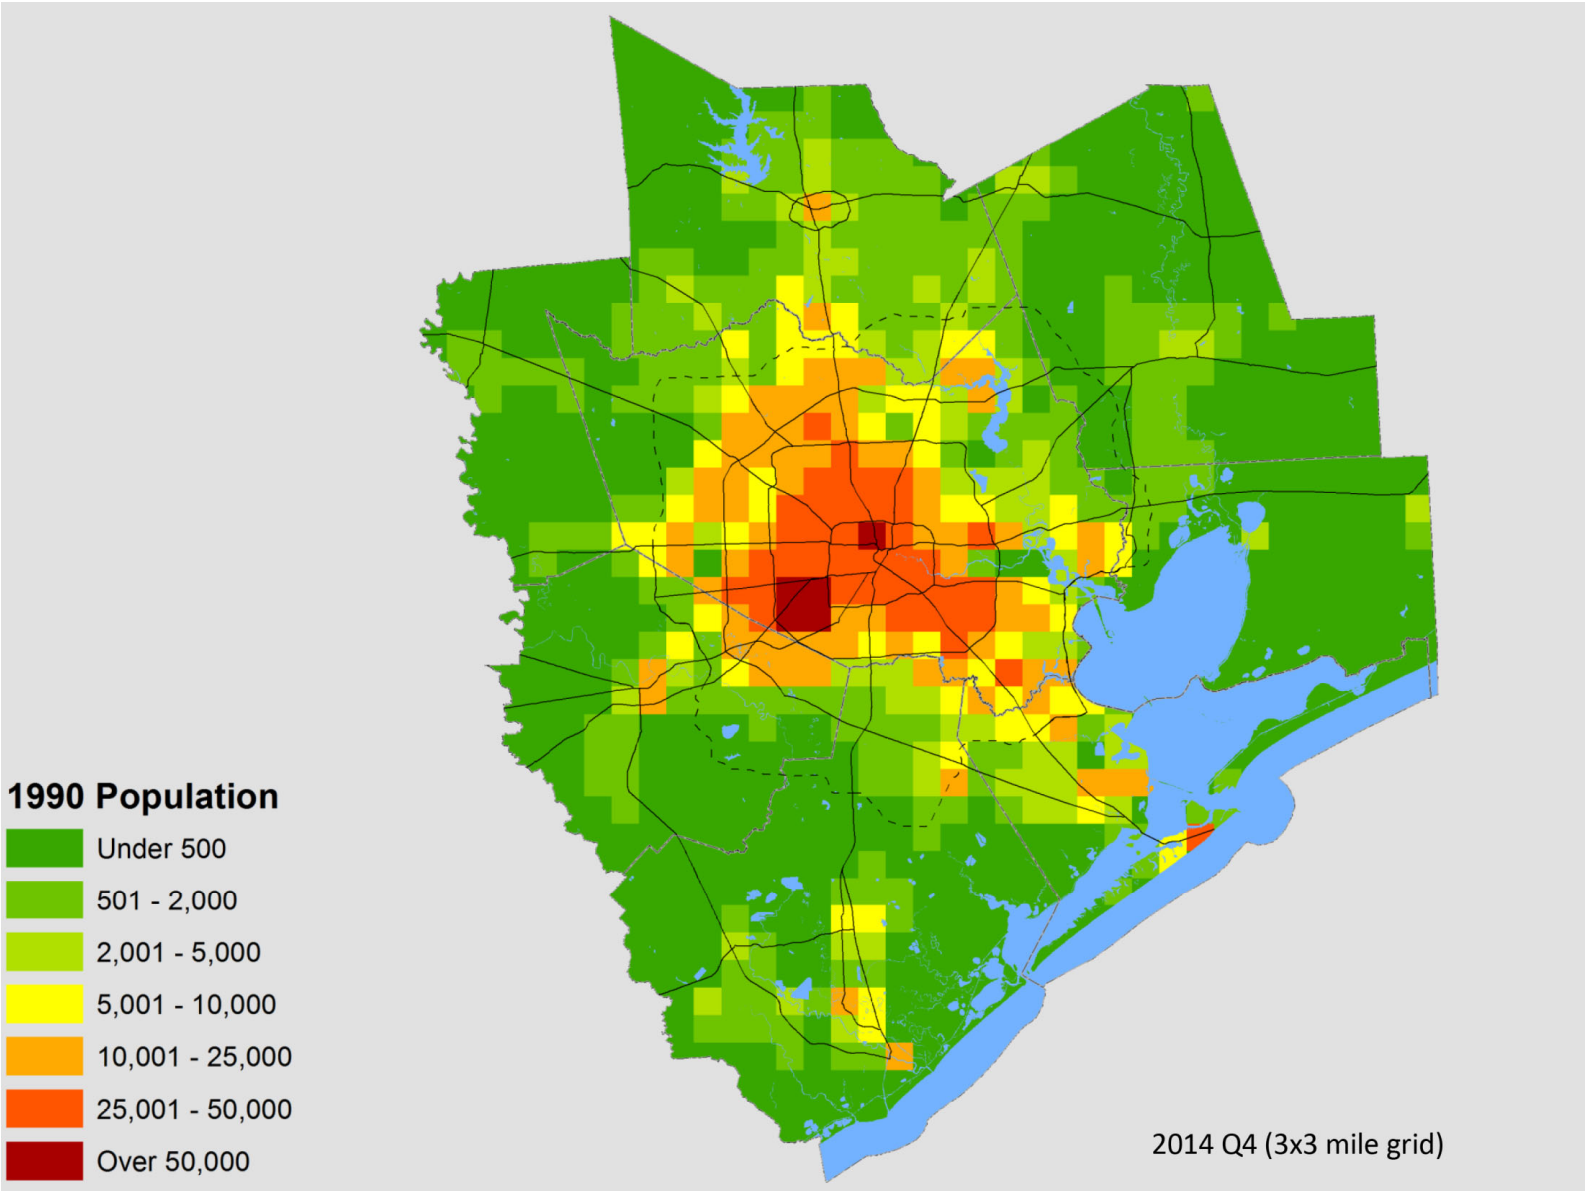 1990 Population
Under 500
501 - 2,000
2,001 - 5,000
5,001 - 10,000
10,001 - 25,000
25,001 - 50,000
Over 50,000
2014 Q4 (3x3 mile grid)